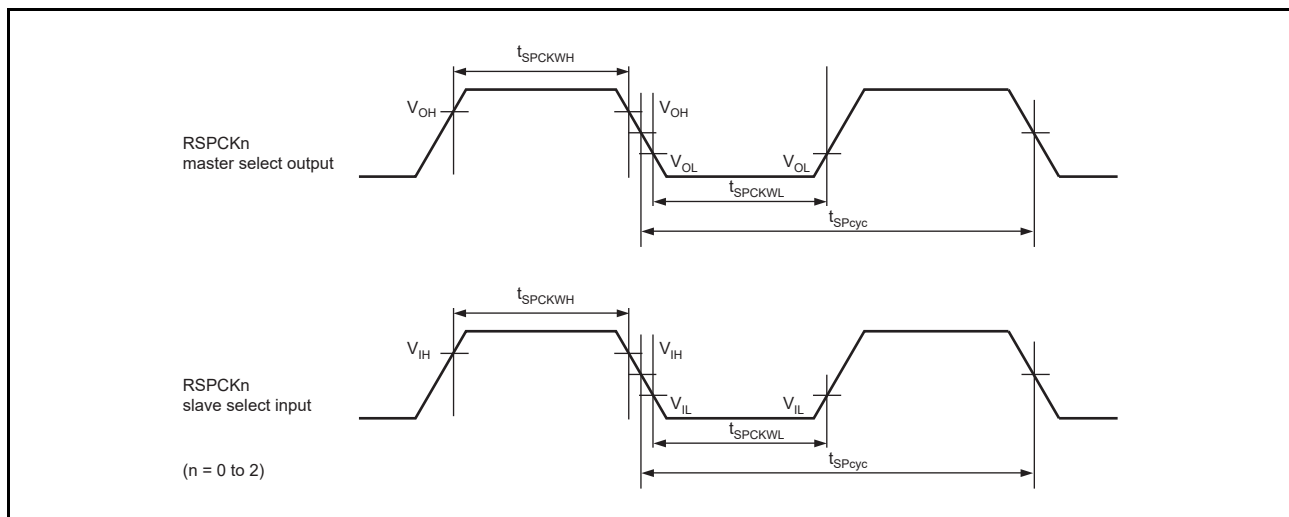 tSPCKWH
VOH VOH
RSPCKn
master select output
VOL VOL
tSPCKWL
tSPcyc
tSPCKWH
VIH VIH
RSPCKn
slave select input
VIL VIL
tSPCKWL
tSPcyc
(n = 0 to 2)